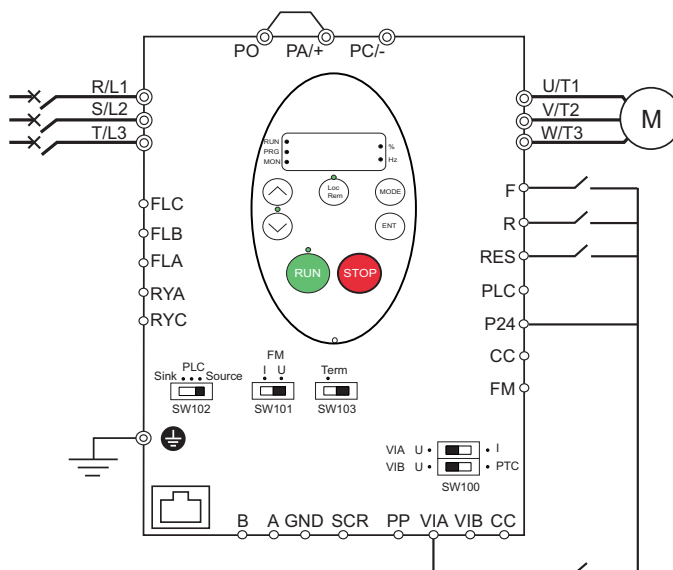 PO PA/+ PC/-
R/L1
S/L2
T/L3
U/T1
V/T2
W/T3
M
RUN
PRG
MON
%
Hz
Loc
Rem
MODE
ENT
RUN STOP
FLC
FLB
FLA
RYA
RYC
F
R
RES
PLC
P24
CC
FM
PLC
Sink Source
SW102
FM
I U
SW101
Term
SW103
VIA U I
VIB U PTC
SW100
B A GND SCR PP VIA VIB CC